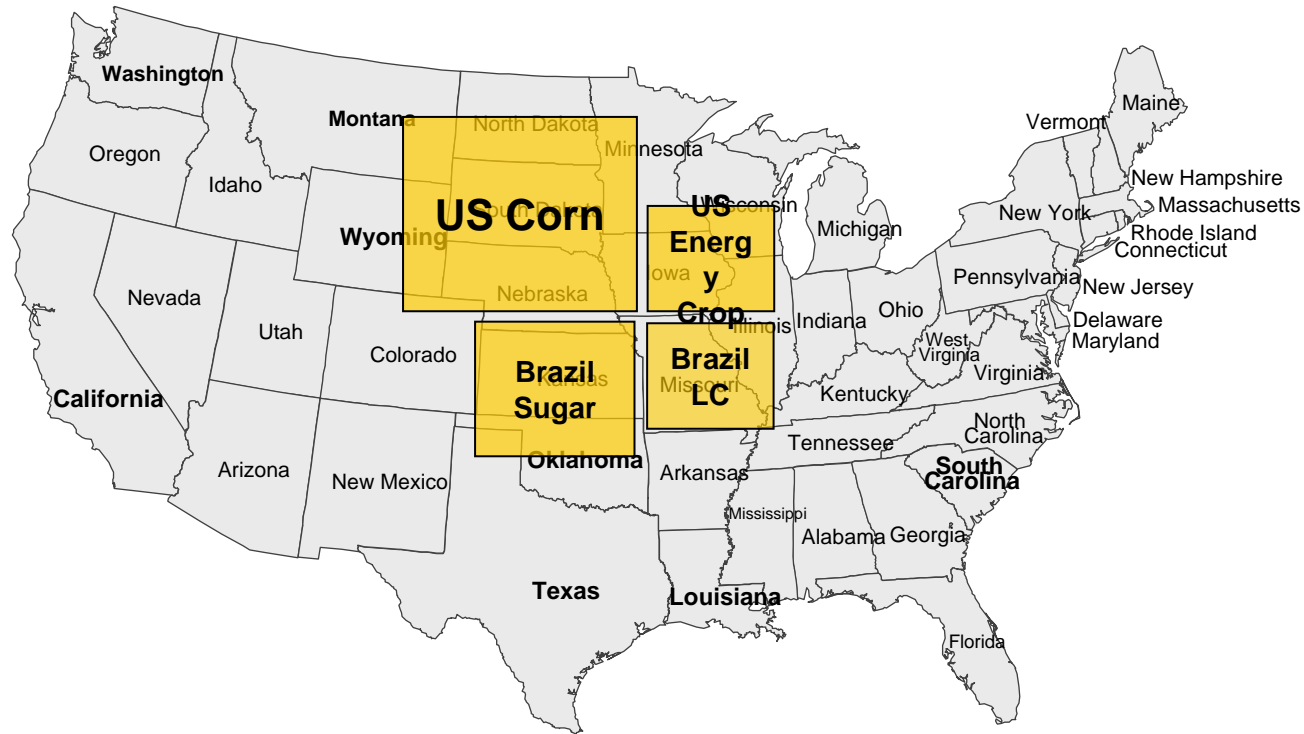 Washington
Montana
North Dakota
Maine
Vermont
Oregon
Minnesota
Idaho
New Hampshire
Massachusetts
US Corn
South Dakota
US
Energ
y
Crop
Wisconsin
Michigan
New York
Rhode Island
Connecticut
Wyoming
Iowa
Pennsylvania
New Jersey
Nevada
Nebraska
Ohio
Indiana
Illinois
Delaware
Maryland
Utah
Colorado
West
Virginia
Virginia
Brazil
Sugar
Kansas
Brazil
LC
Missouri
Kentucky
California
North
Carolina
Tennessee
Oklahoma
Arizona
New Mexico
Arkansas
South
Carolina
Mississippi
Alabama
Georgia
Texas
Louisiana
Florida